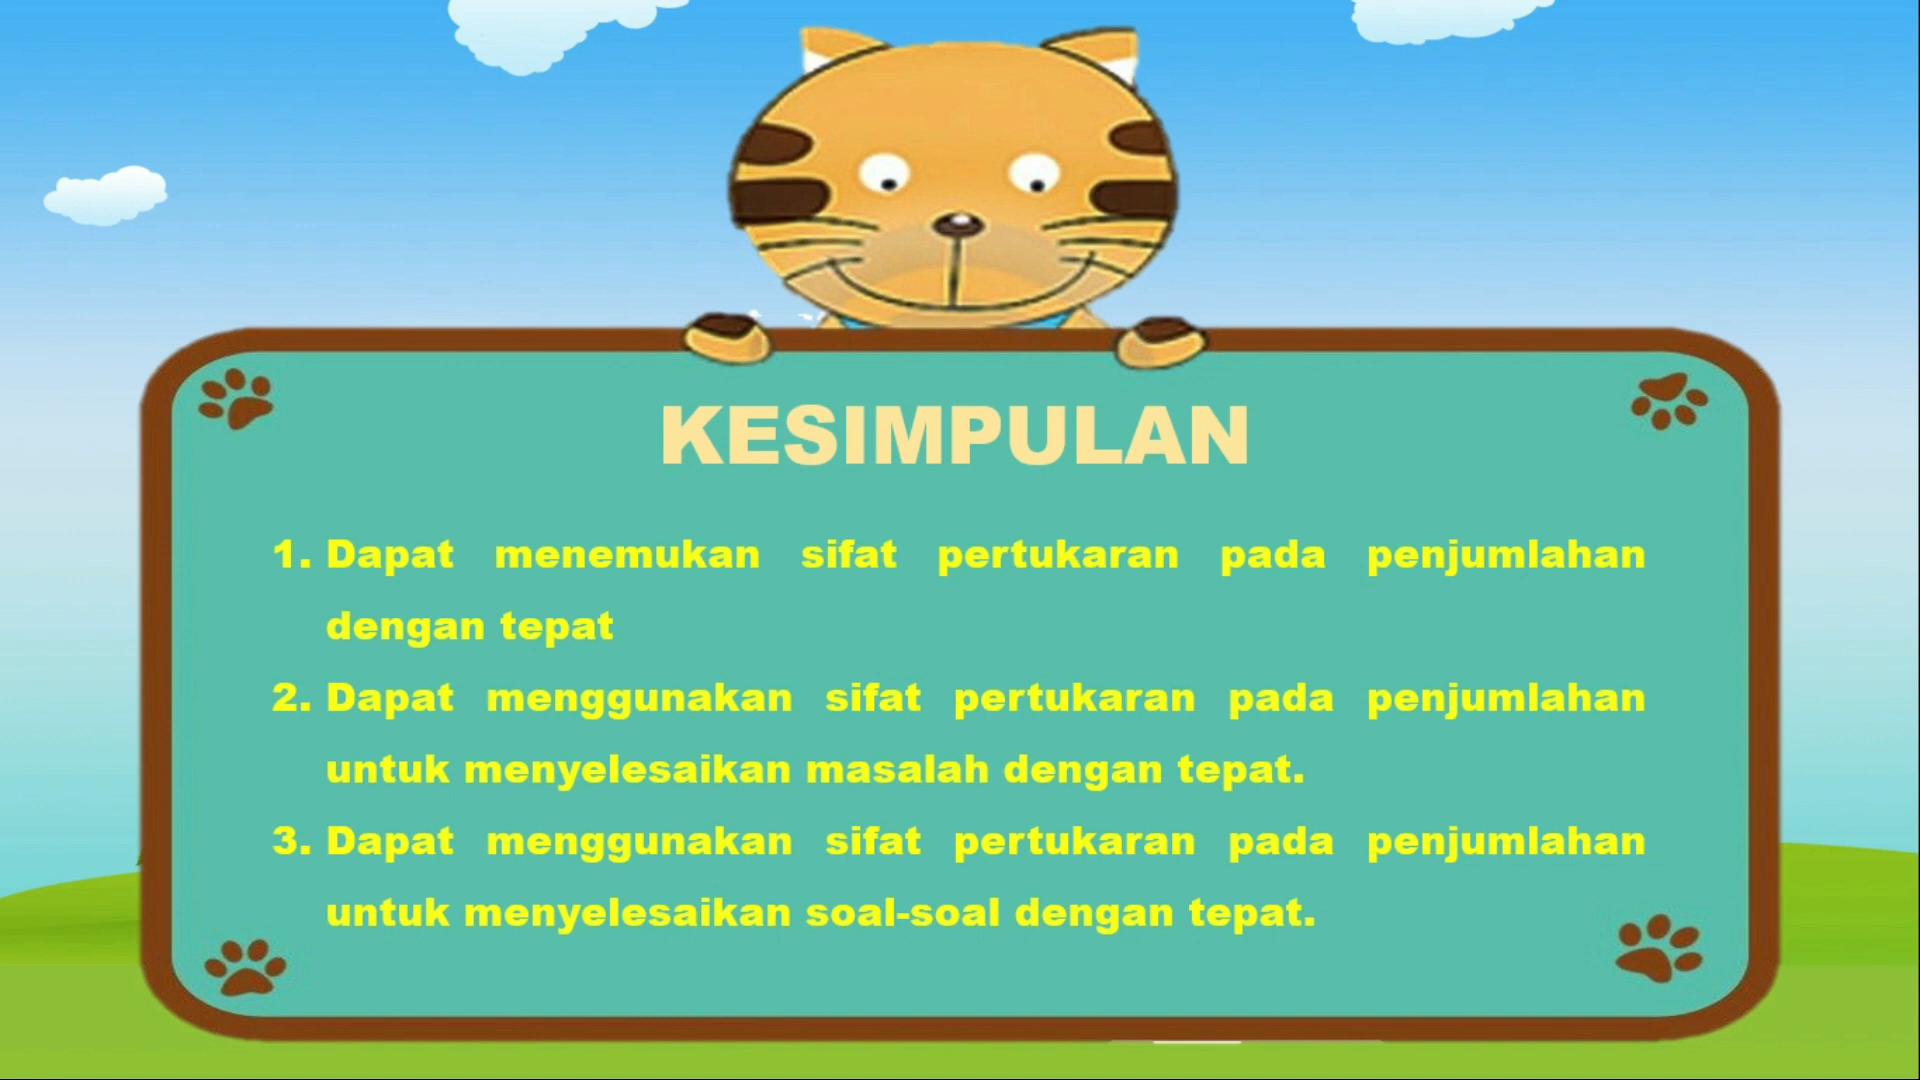 KESIMPULAN
1. Dapat menemukan sifat pertukaran pada penjumlahan
dengan tepat
2. Dapat menggunakan sifat pertukaran pada penjumlahan
untuk menyelesaikan masalah dengan tepat.
3. Dapat menggunakan sifat pertukaran pada penjumlahan
untuk menyelesaikan soal-soal dengan tepat.